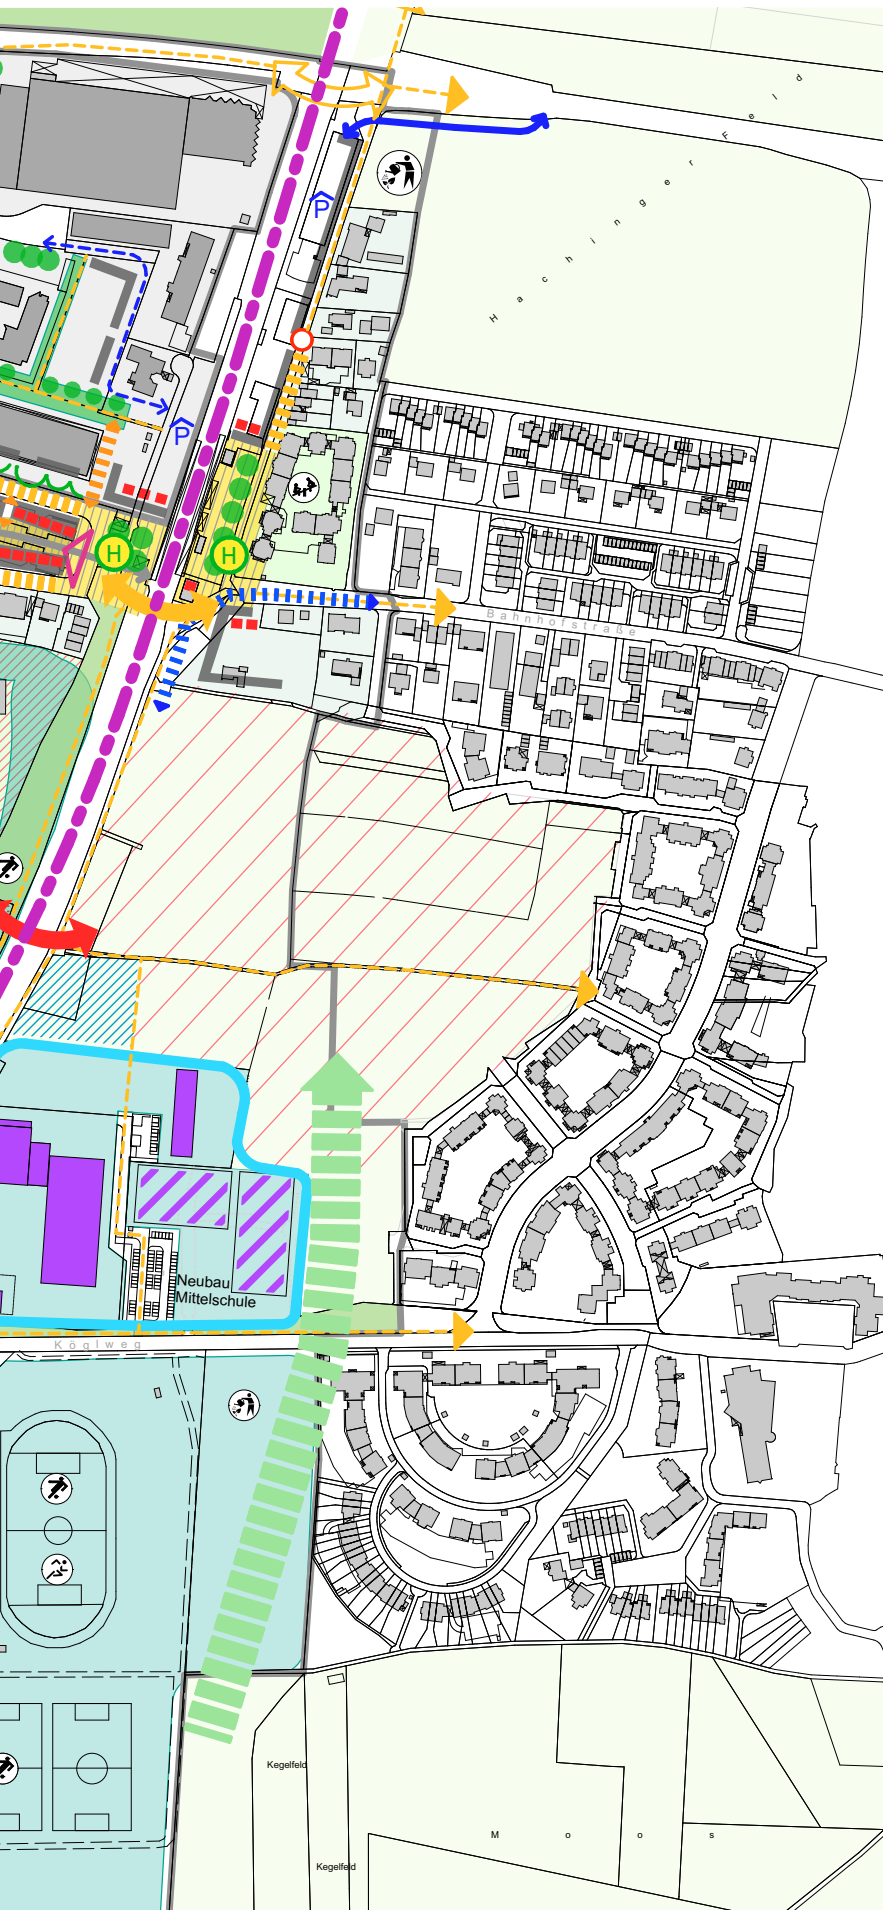 Hachinger Feld
P
P
H
H
Bahnhofstraße
Neubau
Mittelschule
Köglweg
Kegelfeld
Moos
Kegelfeld